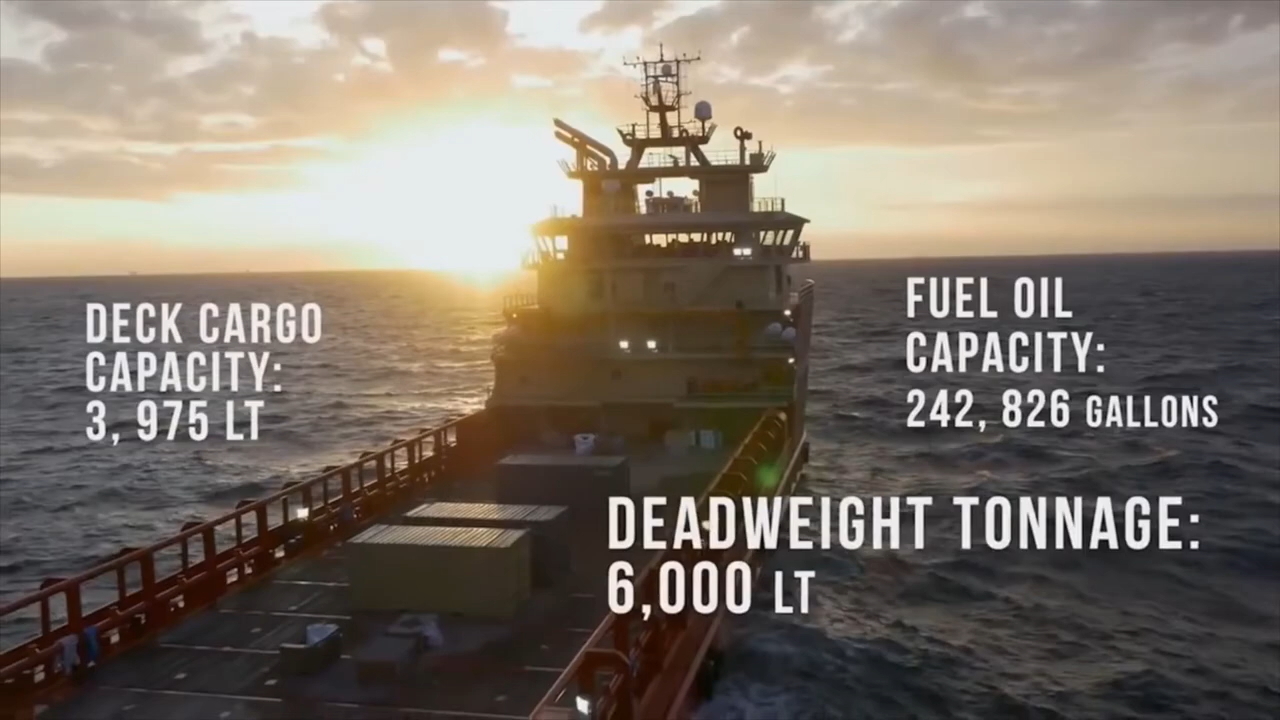 DECK CARGO
CAPACITY:
3, 975 LT
FUEL OIL
CAPACITY:
242, 826 GALLONS
DEADWEIGHT TONNAGE:
6,000 LT